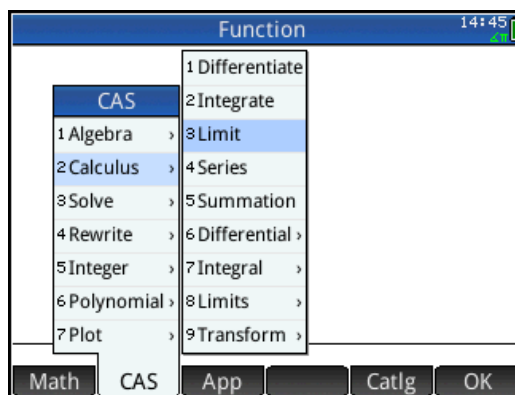 Function
14:45
∡π
CAS
1 Algebra ›
2 Calculus ›
3 Solve ›
4 Rewrite ›
5 Integer ›
6 Polynomial ›
7 Plot ›
1 Differentiate
2 Integrate
3 Limit
4 Series
5 Summation
6 Differential ›
7 Integral ›
8 Limits ›
9 Transform ›
Math CAS App Catlg OK